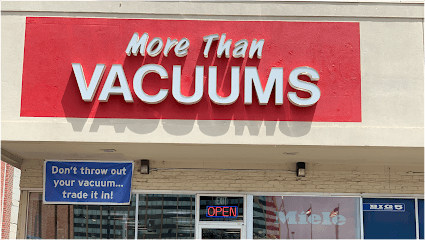 More Than
VACUUMS
Don't throw out
your vacuum...
trade it in!
OPEN
Miele